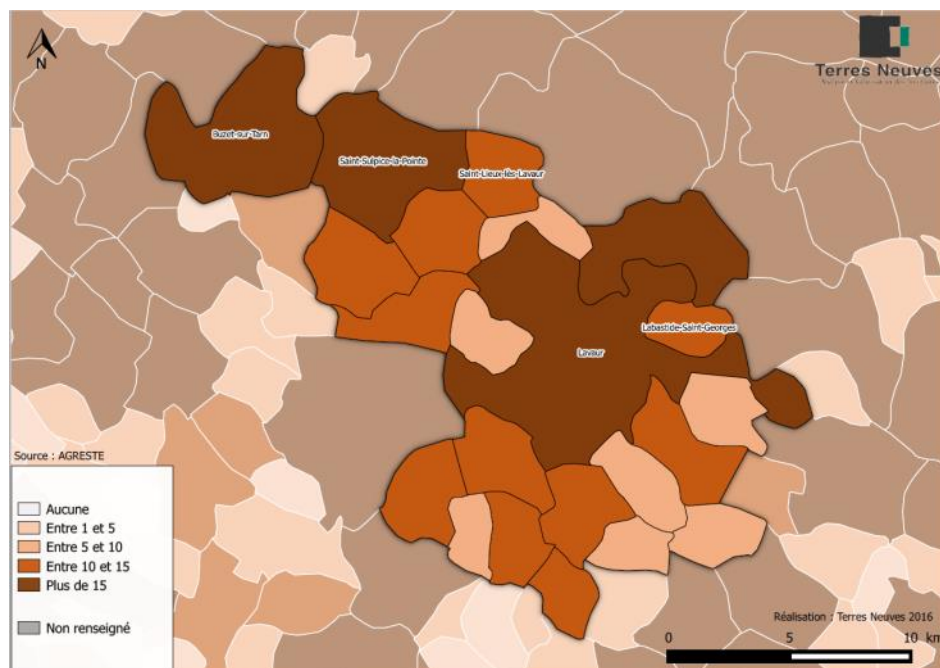 N
Terres Neuves
Buzet-sur-Tarn
Saint-Sulpice-la-Pointe
Saint-Lieux-lès-Lavaur
Labastide-Saint-Georges
Lavaur
Source : AGRESTE
Aucune
Entre 1 et 5
Entre 5 et 10
Entre 10 et 15
Plus de 15
Non renseigné
Réalisation : Terres Neuves 2016
0 5 10 km